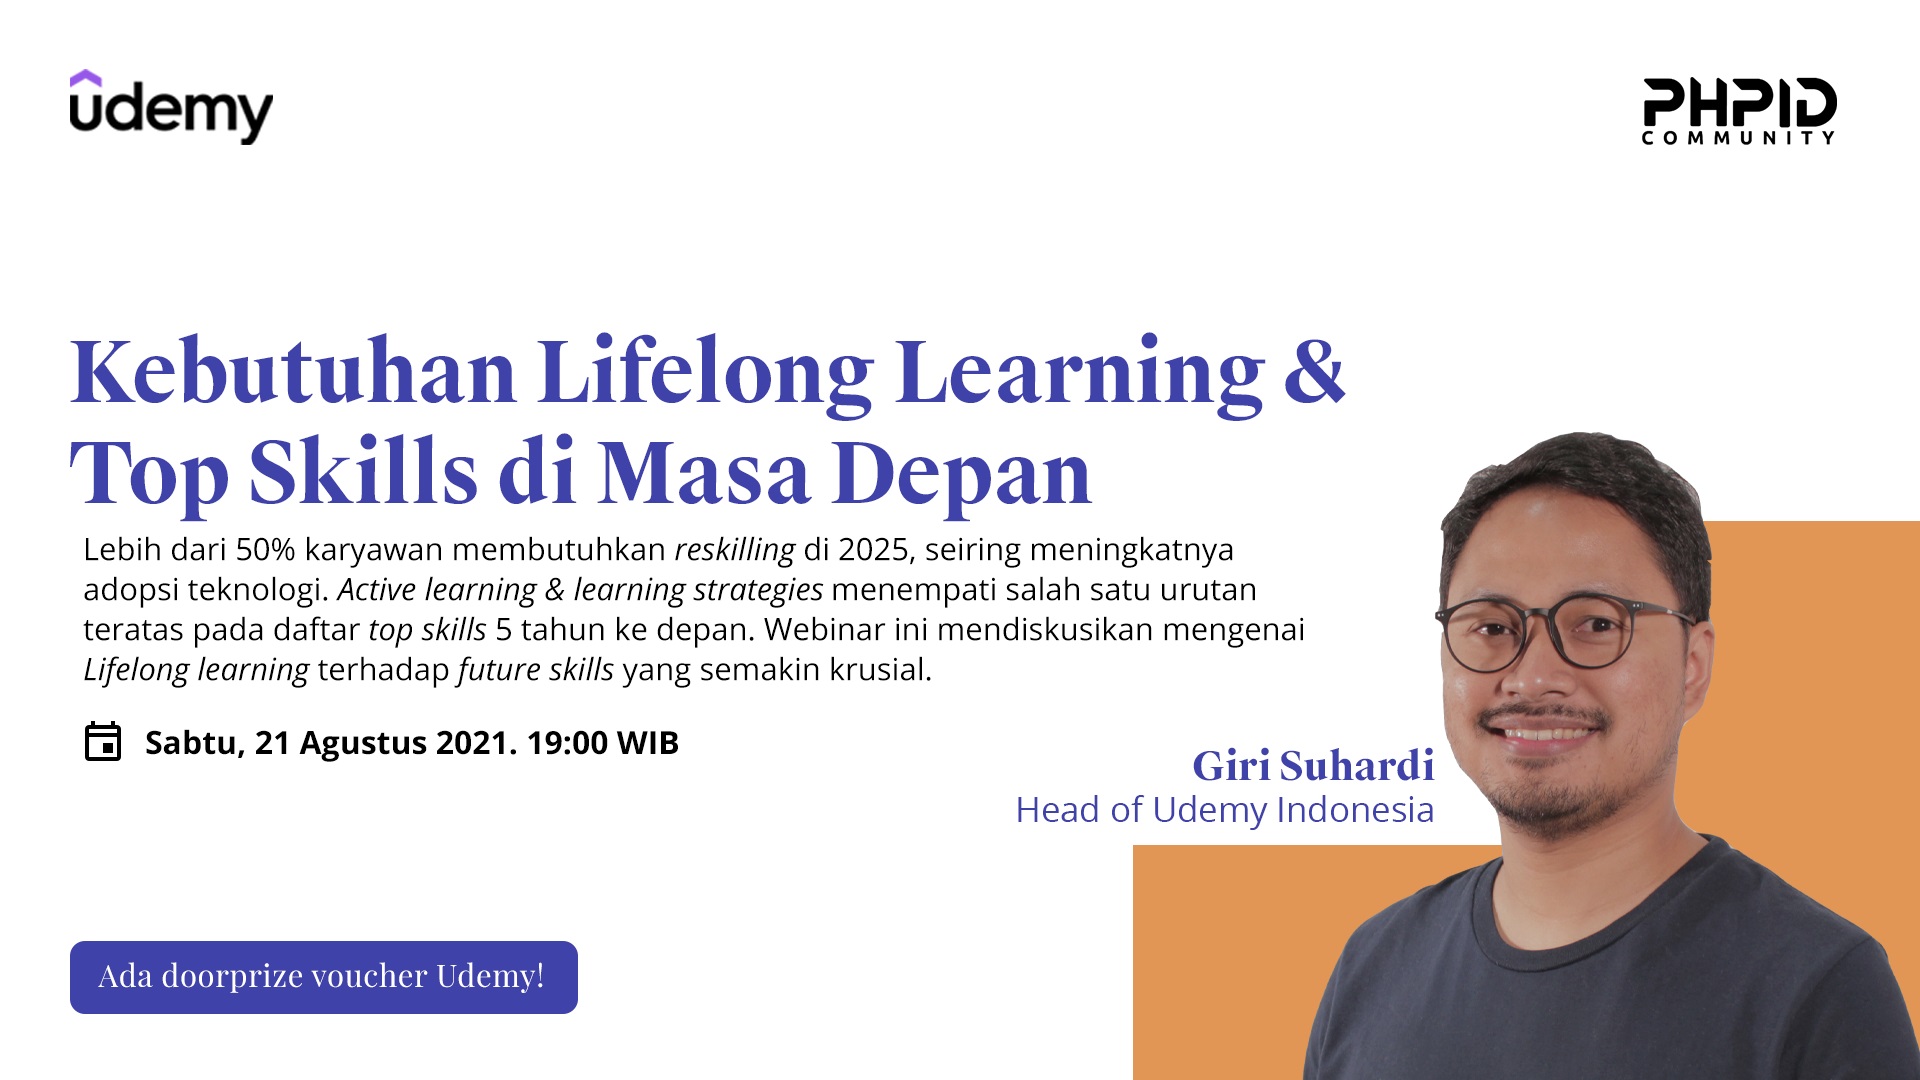 udemy
PHPID
COMMUNITY
Kebutuhan Lifelong Learning &
Top Skills di Masa Depan
Lebih dari 50% karyawan membutuhkan reskilling di 2025, seiring meningkatnya
adopsi teknologi. Active learning & learning strategies menempati salah satu urutan
teratas pada daftar top skills 5 tahun ke depan. Webinar ini mendiskusikan mengenai
Lifelong learning terhadap future skills yang semakin krusial.
Sabtu, 21 Agustus 2021. 19:00 WIB
Giri Suhardi
Head of Udemy Indonesia
Ada doorprize voucher Udemy!